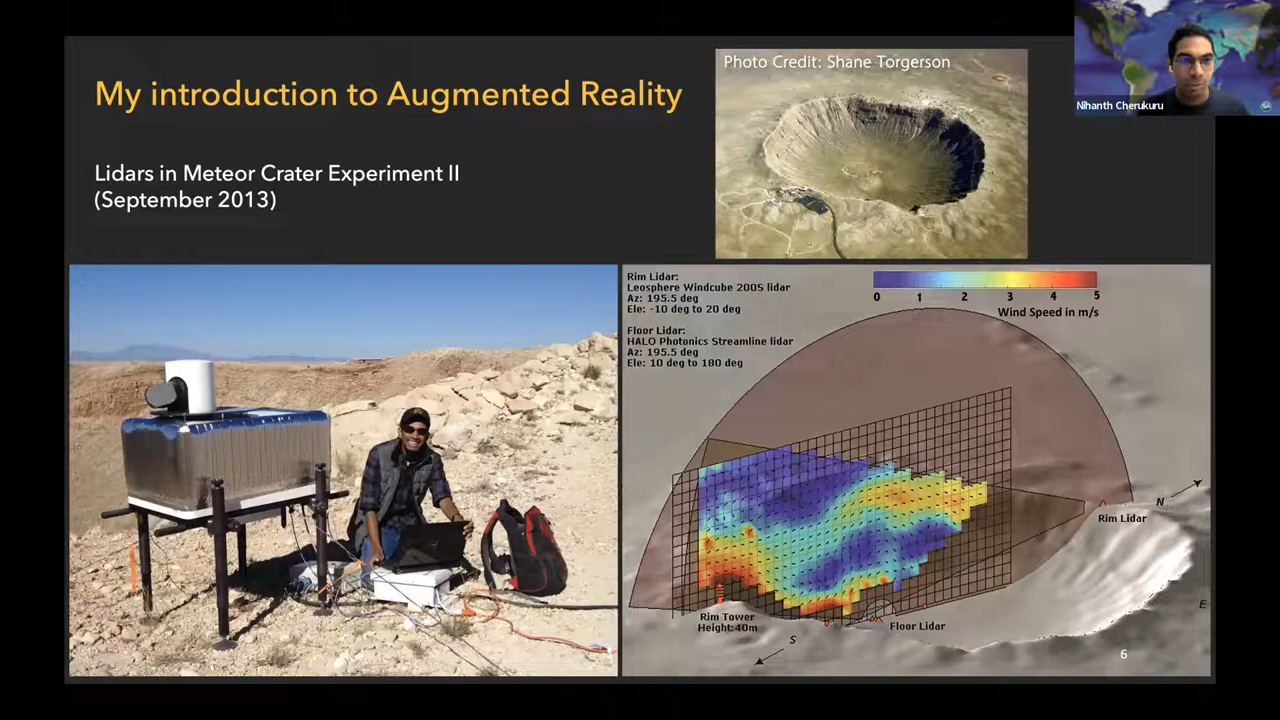 My introduction to Augmented Reality
Lidars in Meteor Crater Experiment II
(September 2013)
Photo Credit: Shane Torgerson
Nihanth Cherukuru
Rim Lidar:
Leosphere Windcube 200S lidar
Az: 195.5 deg
Ele: -10 deg to 20 deg
Floor Lidar:
HALO Photonics Streamline lidar
Az: 195.5 deg
Ele: 10 deg to 180 deg
0 1 2 3 4 5
Wind Speed in m/s
N
Rim Lidar
E
Rim Tower
Height:40m
Floor Lidar
S
6